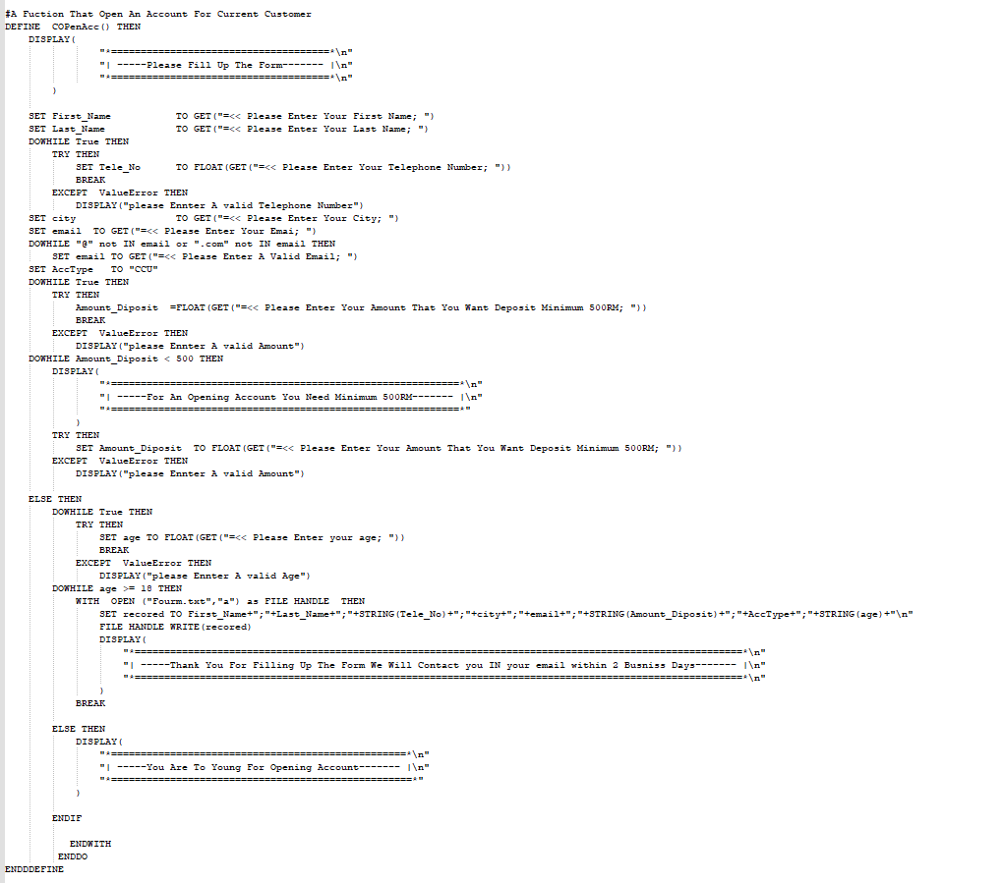 #A Fuction That Open An Account For Current Customer
DEFINE  COPenAcc() THEN
    DISPLAY(
            "*=====================================*\n"
            "| -----Please Fill Up The Form------- |\n"
            "*=====================================*\n"
        )
    SET First_Name           TO GET("=<< Please Enter Your First Name; ")
    SET Last_Name            TO GET("=<< Please Enter Your Last Name; ")
    DOWHILE True THEN
        TRY THEN
            SET Tele_No      TO FLOAT(GET("=<< Please Enter Your Telephone Number; "))
            BREAK
        EXCEPT  ValueError THEN
            DISPLAY("please Ennter A valid Telephone Number")
    SET city                 TO GET("=<< Please Enter Your City; ")
    SET email  TO GET("=<< Please Enter Your Emai; ")
    DOWHILE "@" not IN email or ".com" not IN email THEN
        SET email TO GET("=<< Please Enter A Valid Email; ")
    SET AccType   TO "CCU"
    DOWHILE True THEN
        TRY THEN
            Amount_Diposit  =FLOAT(GET("=<< Please Enter Your Amount That You Want Deposit Minimum 500RM; "))
            BREAK
        EXCEPT  ValueError THEN
            DISPLAY("please Ennter A valid Amount")
    DOWHILE Amount_Diposit < 500 THEN
        DISPLAY(
                "*===========================================================*\n"
                "| -----For An Opening Account You Need Minimum 500RM------- |\n"
                "*===========================================================*"
            )
        TRY THEN
            SET Amount_Diposit  TO FLOAT(GET("=<< Please Enter Your Amount That You Want Deposit Minimum 500RM; "))
        EXCEPT  ValueError THEN
            DISPLAY("please Ennter A valid Amount")
    ELSE THEN
        DOWHILE True THEN
            TRY THEN
                SET age TO FLOAT(GET("=<< Please Enter your age; "))
                BREAK
            EXCEPT  ValueError THEN
                DISPLAY("please Ennter A valid Age")
        DOWHILE age >= 18 THEN
            WITH  OPEN ("Fourm.txt","a") as FILE HANDLE  THEN
                SET recored TO First_Name+";"+Last_Name+";"+STRING(Tele_No)+";"+city+";"+email+";"+STRING(Amount_Diposit)+";"+AccType+";"+STRING(age)+"\n"
                FILE HANDLE WRITE(recored)
                DISPLAY(
                    "*=======================================================================================================*\n"
                    "| -----Thank You For Filling Up The Form We Will Contact you IN your email within 2 Busniss Days------- |\n"
                    "*=======================================================================================================*\n"
                )
            BREAK
        ELSE THEN
            DISPLAY(
                "*==================================================*\n"
                "| -----You Are To Young For Opening Account------- |\n"
                "*===================================================*"
            )
        ENDIF
           ENDWITH
         ENDDO
ENDDDEFINE